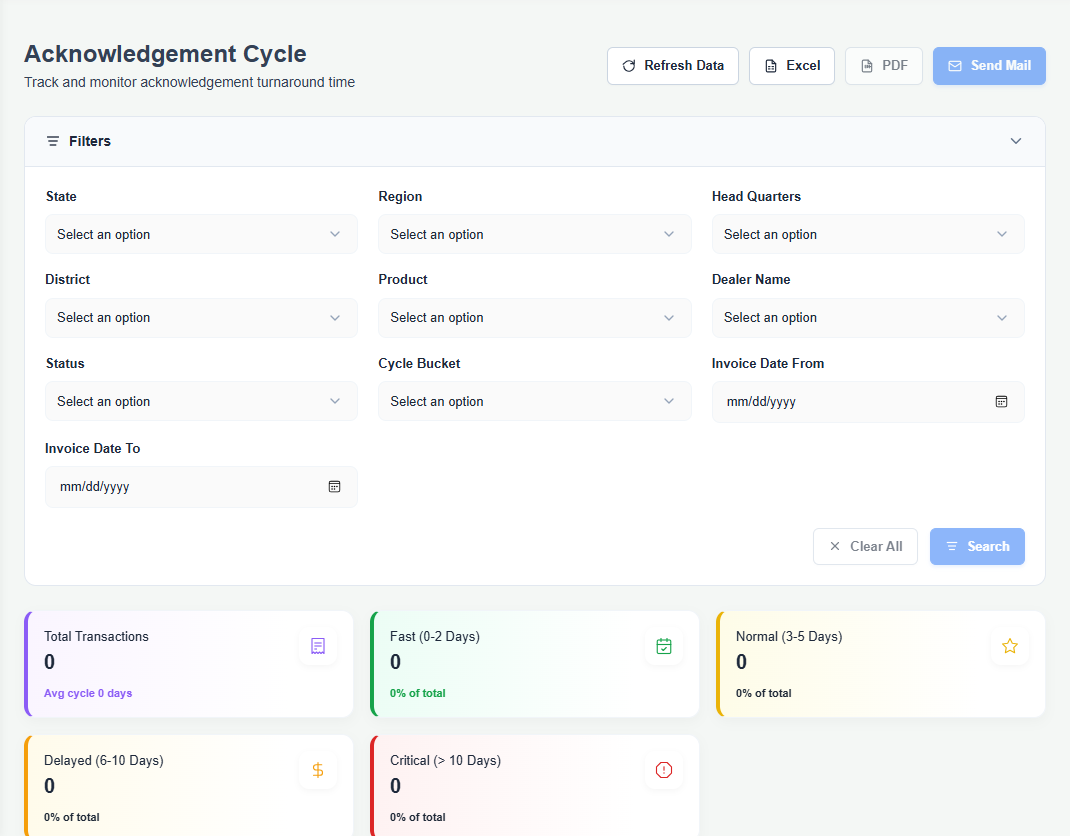 Acknowledgement Cycle
Track and monitor acknowledgement turnaround time
Refresh Data
Excel
PDF
Send Mail
Filters
State
Region
Head Quarters
Select an option
Select an option
Select an option
District
Product
Dealer Name
Select an option
Select an option
Select an option
Status
Cycle Bucket
Invoice Date From
Select an option
Select an option
mm/dd/yyyy
Invoice Date To
mm/dd/yyyy
Clear All
Search
Total Transactions
0
Avg cycle 0 days
Fast (0-2 Days)
0
0% of total
Normal (3-5 Days)
0
0% of total
Delayed (6-10 Days)
0
0% of total
Critical (> 10 Days)
0
0% of total